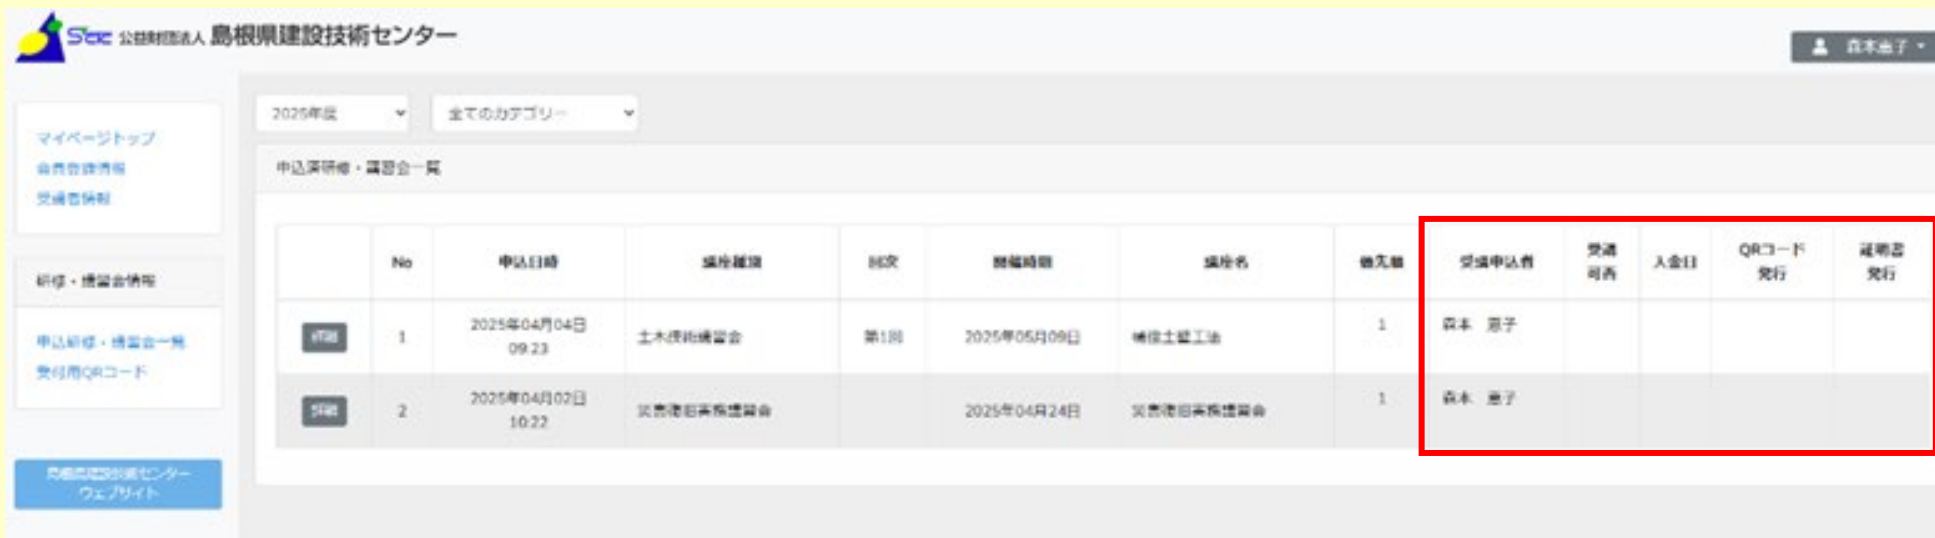 公益財団法人 島根県建設技術センター
森本恵子
2025年度
全てのカテゴリー
マイページトップ
会員登録情報
受講者情報
申込済研修・講習会一覧
研修・講習会情報
申込研修・講習会一覧
受付用QRコード
島根県建設技術センター
ウェブサイト
No 申込日時 講座種別 回次 開催時期 講座名 優先順 受講申込者 受講 可否 入金日 QRコード 発行 証明書 発行
詳細 1 2025年04月04日 09:23 土木技術講習会 第1回 2025年05月09日 補強土壁工法 1 森本 恵子
詳細 2 2025年04月02日 10:22 災害復旧実務講習会 2025年04月24日 災害復旧実務講習会 1 森本 恵子